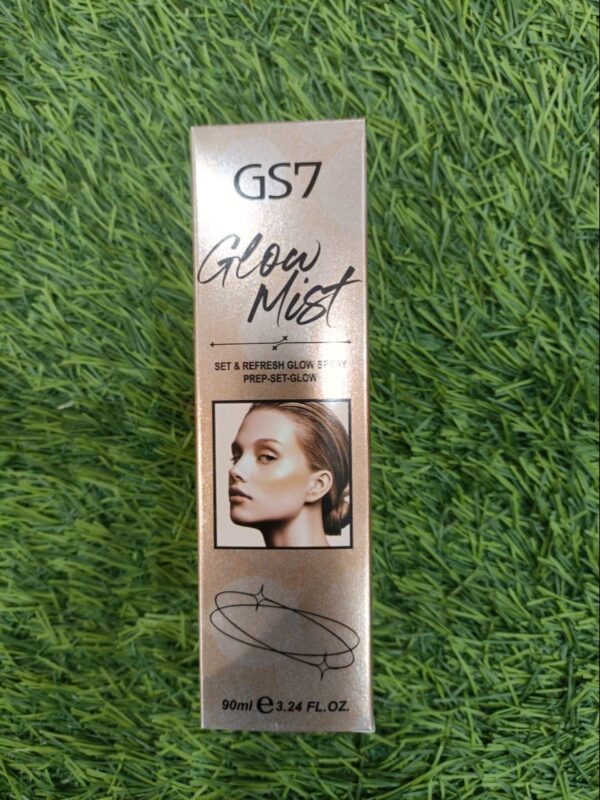 GS7
Glow
Mist
SET & REFRESH GLOW SPRAY
PREP-SET-GLOW
90ml e 3.24 FL.OZ.